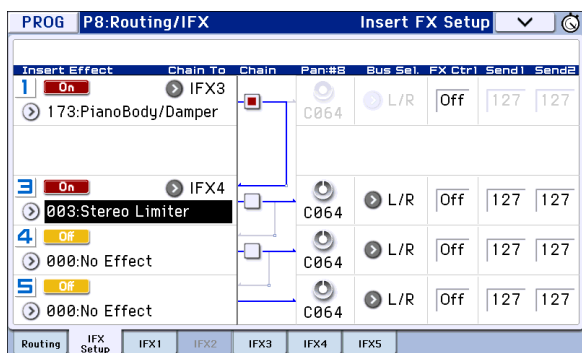 PROG P8:Routing/IFX Insert FX Setup
Insert Effect Chain To Chain Pan:#8 Bus Sel. FX Ctrl Send1 Send2
1 On IFX3
173:PianoBody/Damper C064 L/R Off 127 127
3 On IFX4
003:Stereo Limiter C064 L/R Off 127 127
4 Off
000:No Effect C064 L/R Off 127 127
5 Off
000:No Effect C064 L/R Off 127 127
Routing IFX Setup IFX1 IFX2 IFX3 IFX4 IFX5